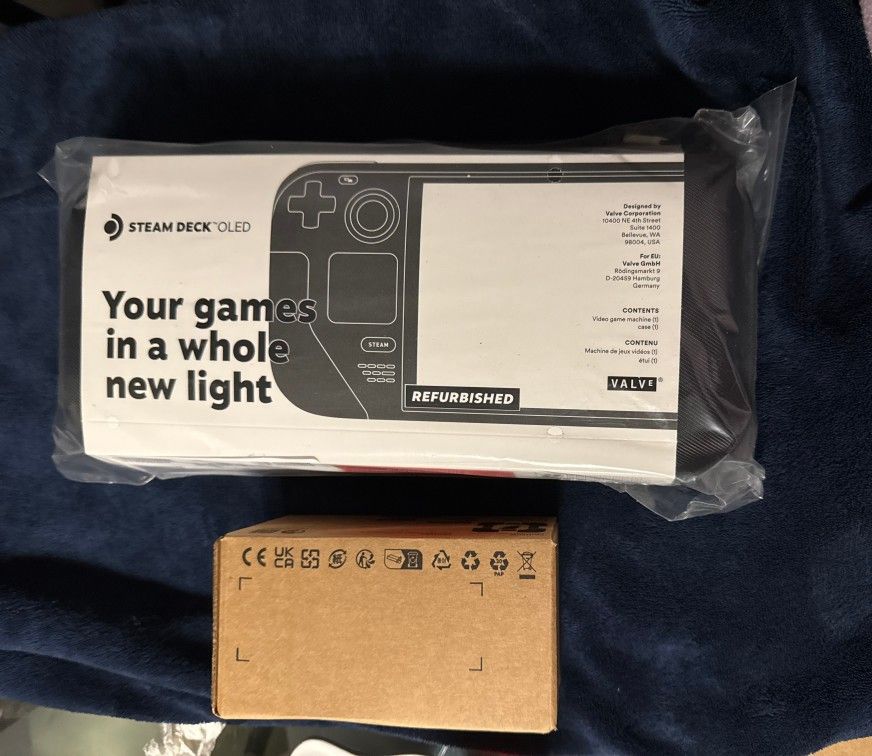 STEAM DECK™OLED
Your games
in a whole
new light
STEAM
REFURBISHED
Designed by
Valve Corporation
10400 NE 4th Street
Suite 1400
Bellevue, WA
98004, USA
For EU:
Valve GmbH
Rödingsmarkt 9
D-20459 Hamburg
Germany
CONTENTS
Video game machine (1)
case (1)
CONTENU
Machine de jeux vidéos (1)
étui (1)
VALVE®
CE UK
CA
PAP